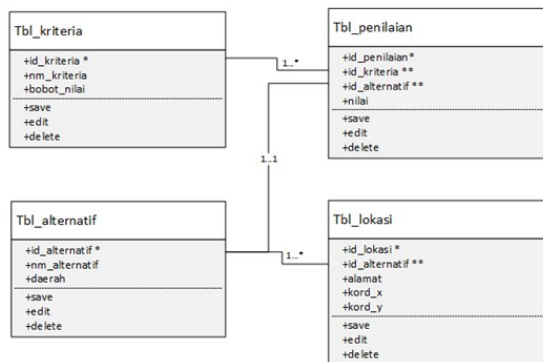 Tbl_kriteria
+id_kriteria *
+nm_kriteria
+bobot_nilai
+save
+edit
+delete
1...*
Tbl_penilaian
+id_penilaian*
+id_kriteria **
+id_alternatif **
+nilai
+save
+edit
+delete
1...1
Tbl_alternatif
+id_alternatif *
+nm_alternatif
+daerah
+save
+edit
+delete
1...*
Tbl_lokasi
+id_lokasi *
+id_alternatif **
+alamat
+kord_x
+kord_y
+save
+edit
+delete